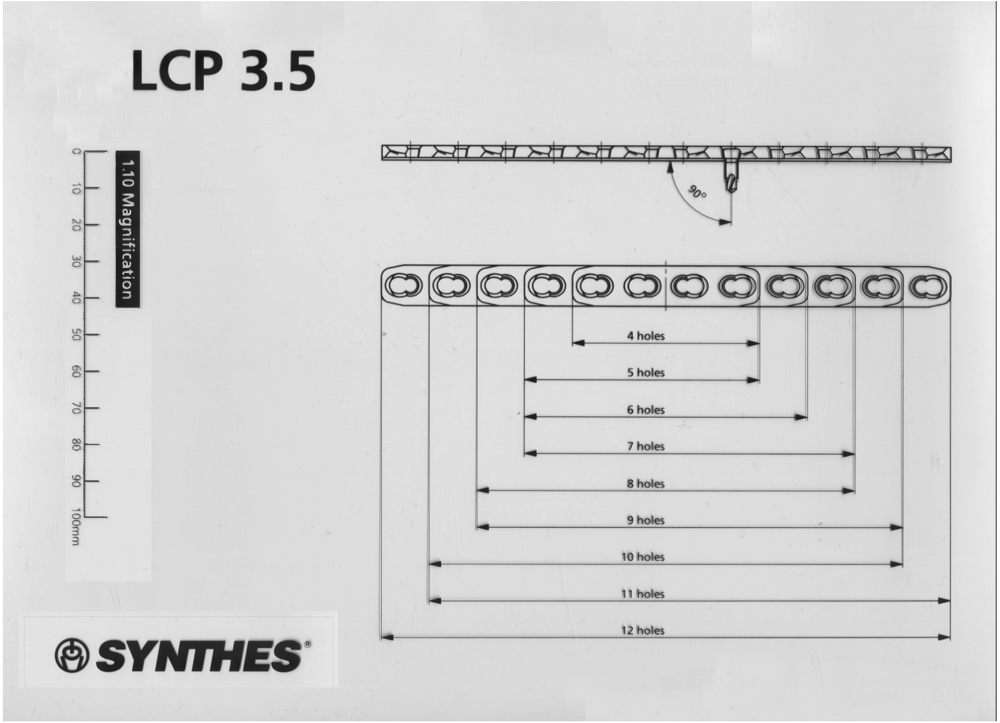 LCP 3.5
0
10
20
30
40
50
60
70
80
90
100mm
1.10 Magnification
90°
4 holes
5 holes
6 holes
7 holes
8 holes
9 holes
10 holes
11 holes
12 holes
SYNTHES®